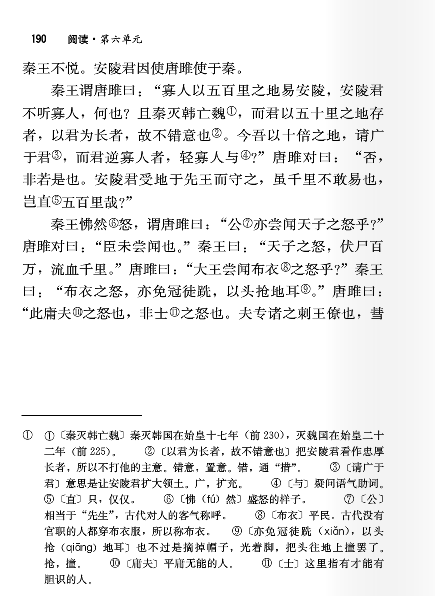 190 阅读·第六单元
秦王不悦。安陵君因使唐雎使于秦。
秦王谓唐雎曰：“寡人以五百里之地易安陵，安陵君
不听寡人，何也？且秦灭韩亡魏①，而君以五十里之地存
者，以君为长者，故不错意也②。今吾以十倍之地，请广
于君③，而君逆寡人者，轻寡人与④？”唐雎对曰：“否，
非若是也。安陵君受地于先王而守之，虽千里不敢易也，
岂直⑤五百里哉？”
秦王怫然⑥怒，谓唐雎曰：“公⑦亦尝闻天子之怒乎？”
唐雎对曰：“臣未尝闻也。”秦王曰：“天子之怒，伏尸百
万，流血千里。”唐雎曰：“大王尝闻布衣⑧之怒乎？”秦王
曰：“布衣之怒，亦免冠徒跣，以头抢地耳⑨。”唐雎曰：
“此庸夫⑩之怒也，非士⑪之怒也。夫专诸之刺王僚也，彗
① ①〔秦灭韩亡魏〕秦灭韩国在始皇十七年（前230），灭魏国在始皇二十
二年（前225）。 ②〔以君为长者，故不错意也〕把安陵君看作忠厚
长者，所以不打他的主意。错意，置意。错，通“措”。 ③〔请广于
君〕意思是让安陵君扩大领土。广，扩充。 ④〔与〕疑问语气助词。
⑤〔直〕只，仅仅。 ⑥〔怫（fú）然〕盛怒的样子。 ⑦〔公〕
相当于“先生”，古代对人的客气称呼。 ⑧〔布衣〕平民。古代没有
官职的人都穿布衣服，所以称布衣。 ⑨〔亦免冠徒跣（xiǎn），以头
抢（qiāng）地耳〕也不过是摘掉帽子，光着脚，把头往地上撞罢了。
抢，撞。 ⑩〔庸夫〕平庸无能的人。 ⑪〔士〕这里指有才能有
胆识的人。